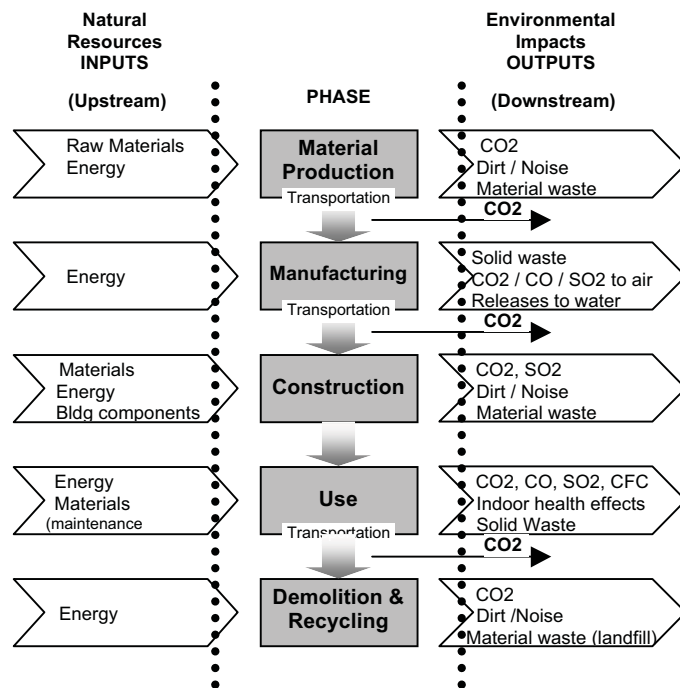 Natural
Resources
INPUTS
(Upstream)
PHASE
Environmental
Impacts
OUTPUTS
(Downstream)
Raw Materials
Energy
Material
Production
CO2
Dirt / Noise
Material waste
Transportation
CO2
Energy
Manufacturing
Solid waste
CO2 / CO / SO2 to air
Releases to water
Transportation
CO2
Materials
Energy
Bldg components
Construction
CO2, SO2
Dirt / Noise
Material waste
Energy
Materials
(maintenance
Use
CO2, CO, SO2, CFC
Indoor health effects
Solid Waste
Transportation
CO2
Energy
Demolition &
Recycling
CO2
Dirt /Noise
Material waste (landfill)